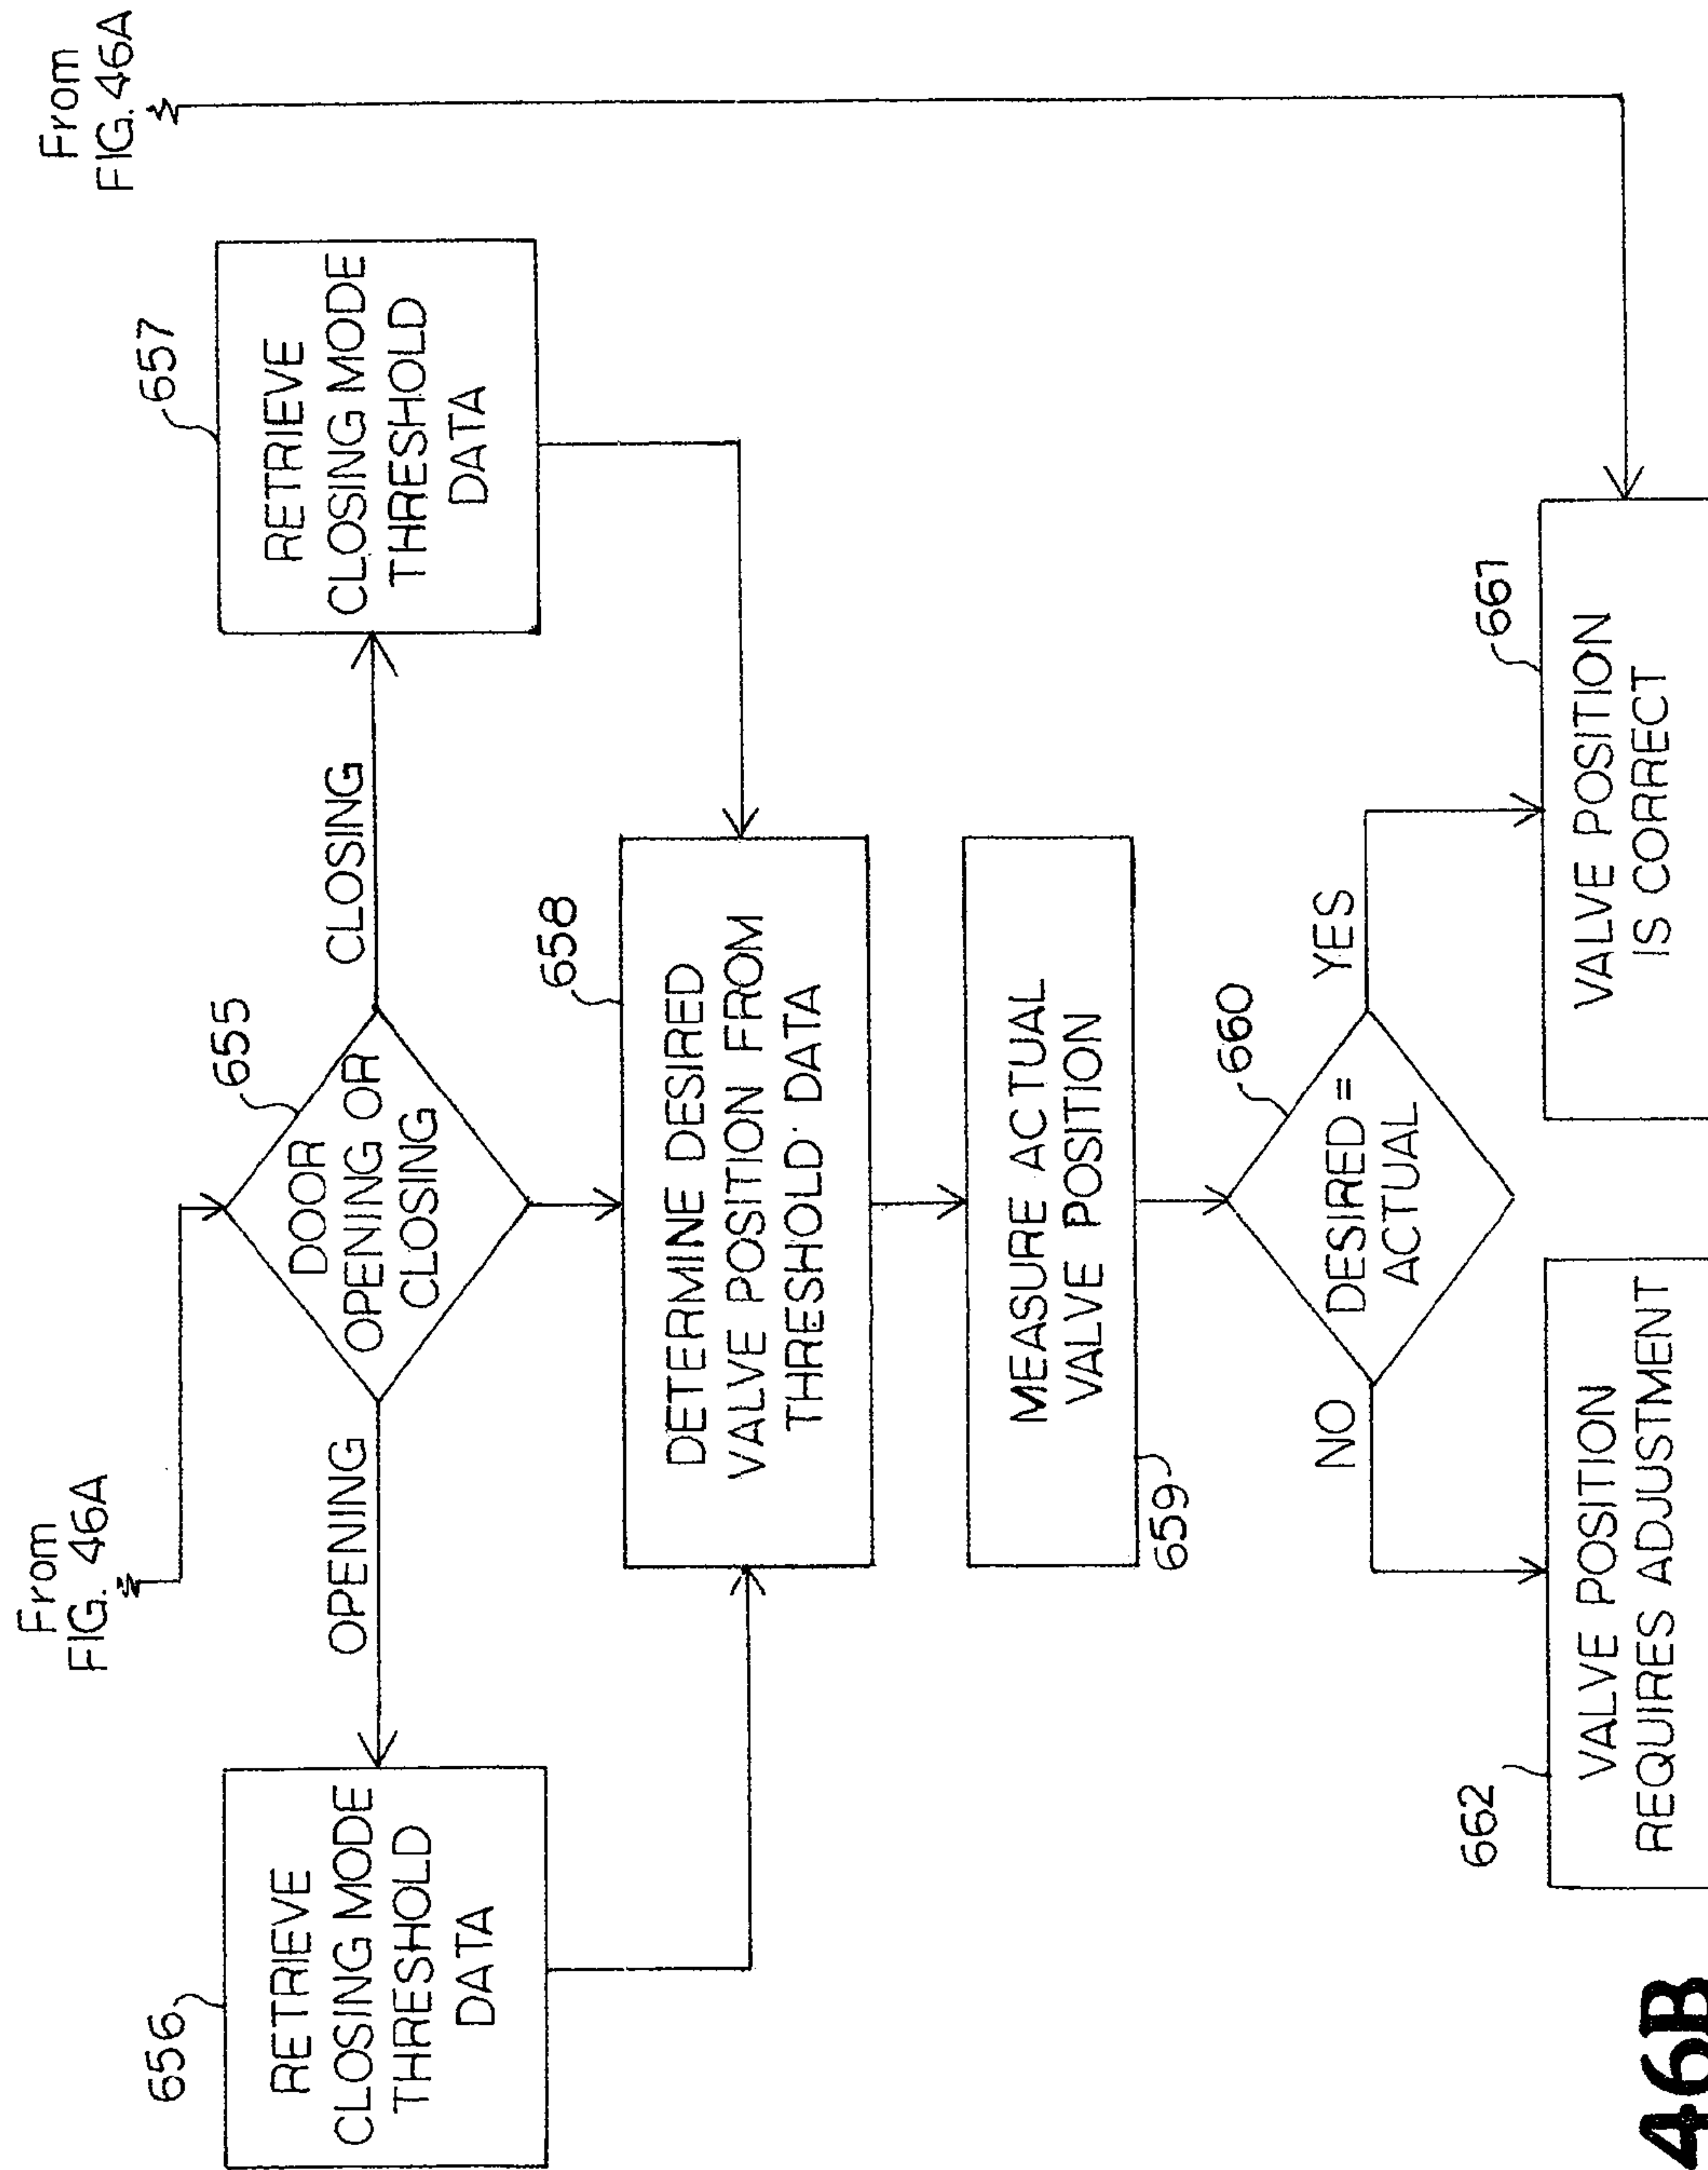 From
FIG. 46A
From
FIG. 46A
655
DOOR
OPENING OR
CLOSING
OPENING
CLOSING
656
RETRIEVE
CLOSING MODE
THRESHOLD
DATA
657
RETRIEVE
CLOSING MODE
THRESHOLD
DATA
658
DETERMINE DESIRED
VALVE POSITION FROM
THRESHOLD DATA
MEASURE ACTUAL
VALVE POSITION
659
660
DESIRED =
ACTUAL
NO
YES
662
VALVE POSITION
REQUIRES ADJUSTMENT
661
VALVE POSITION
IS CORRECT
46B